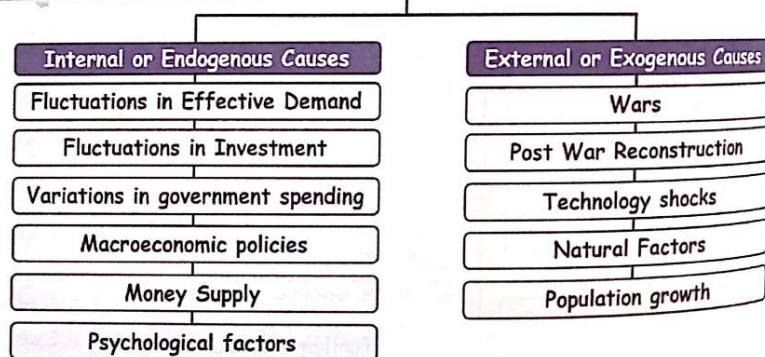 Internal or Endogenous Causes
Fluctuations in Effective Demand
Fluctuations in Investment
Variations in government spending
Macroeconomic policies
Money Supply
Psychological factors
External or Exogenous Causes
Wars
Post War Reconstruction
Technology shocks
Natural Factors
Population growth